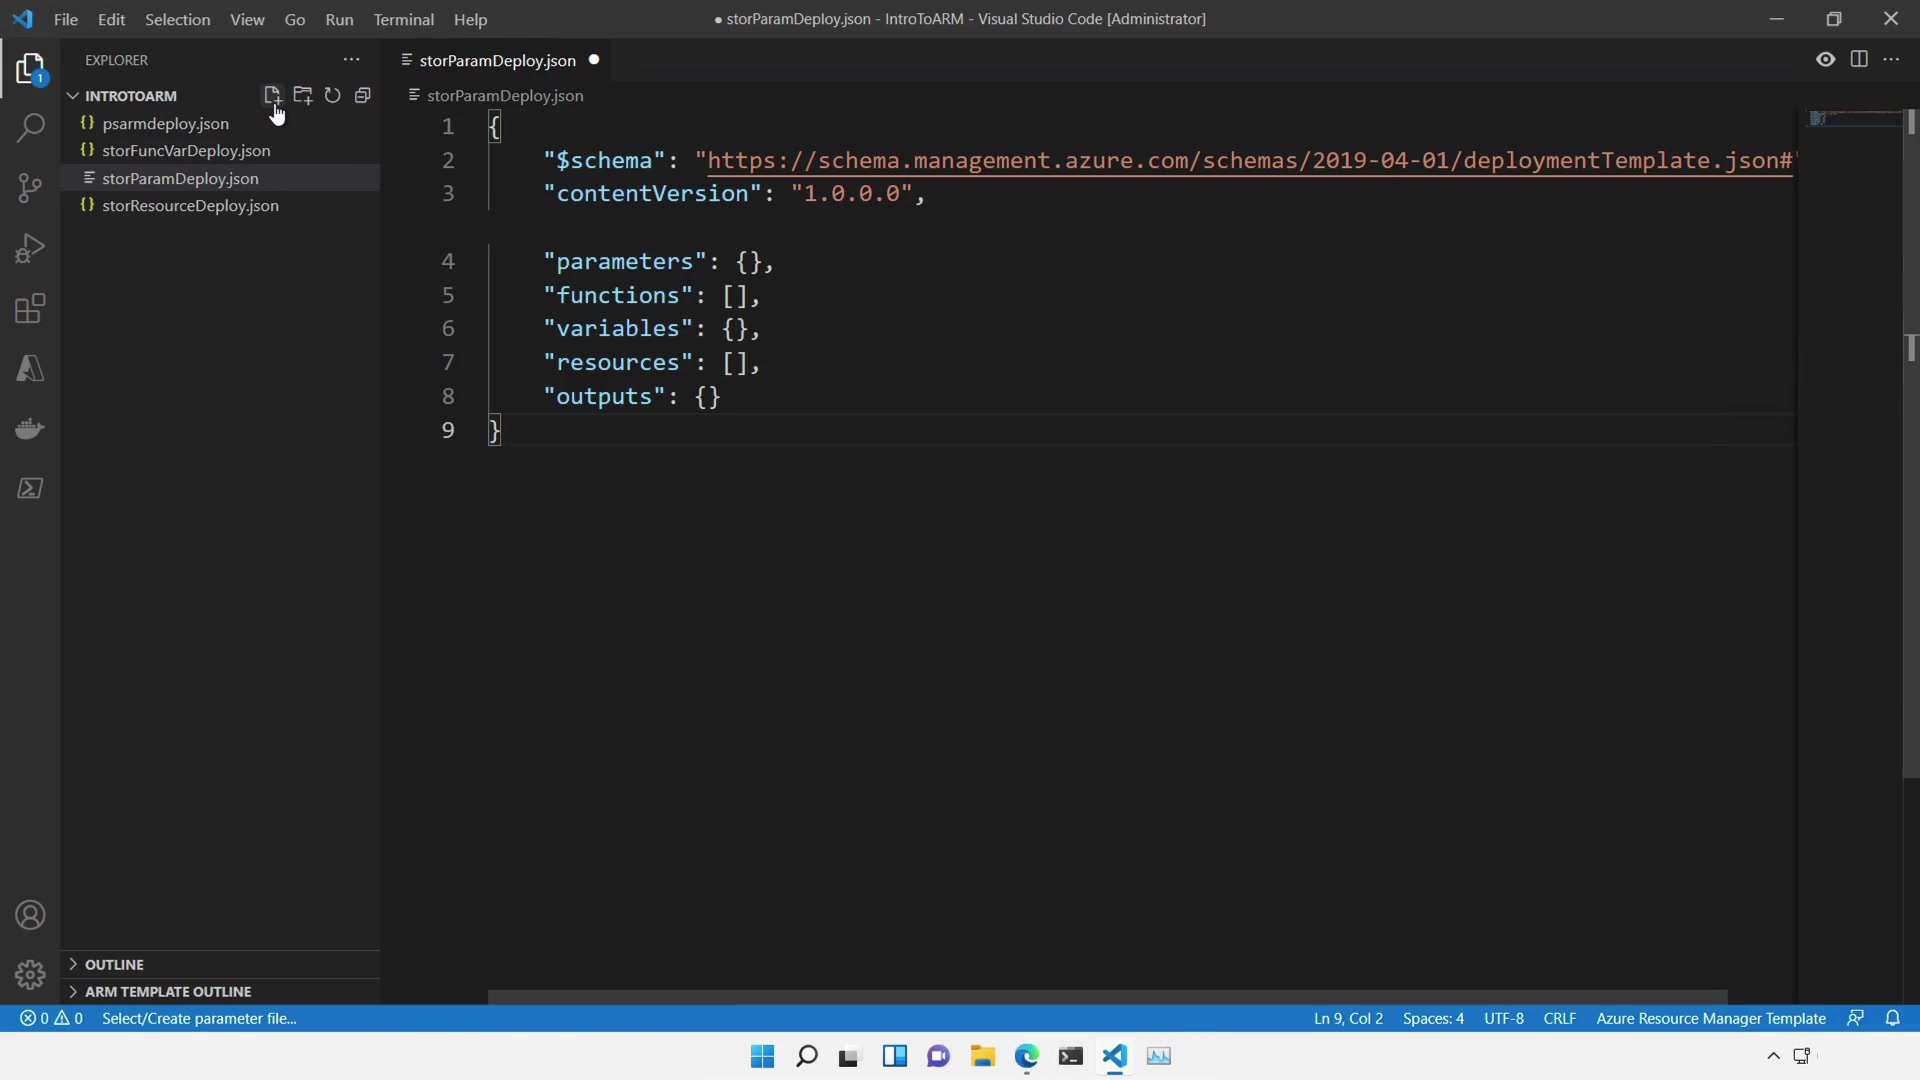 File Edit Selection View Go Run Terminal Help
● storParamDeploy.json - IntroToARM - Visual Studio Code [Administrator]
EXPLORER
storParamDeploy.json
1
INTROTOARM
storParamDeploy.json
psarmdeploy.json
storFuncVarDeploy.json
storParamDeploy.json
storResourceDeploy.json
1 {
2 "$schema": "https://schema.management.azure.com/schemas/2019-04-01/deploymentTemplate.json#"
3 "contentVersion": "1.0.0.0",
4 "parameters": {},
5 "functions": [],
6 "variables": {},
7 "resources": [],
8 "outputs": {}
9 }
OUTLINE
ARM TEMPLATE OUTLINE
0 0 Select/Create parameter file...
Ln 9, Col 2 Spaces: 4 UTF-8 CRLF Azure Resource Manager Template